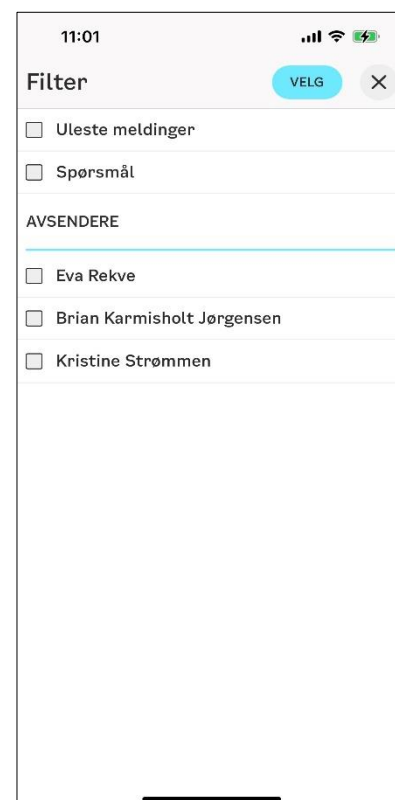 11:01
Filter VELG
Uleste meldinger
Spørsmål
AVSENDERE
Eva Rekve
Brian Karmisholt Jørgensen
Kristine Strømmen